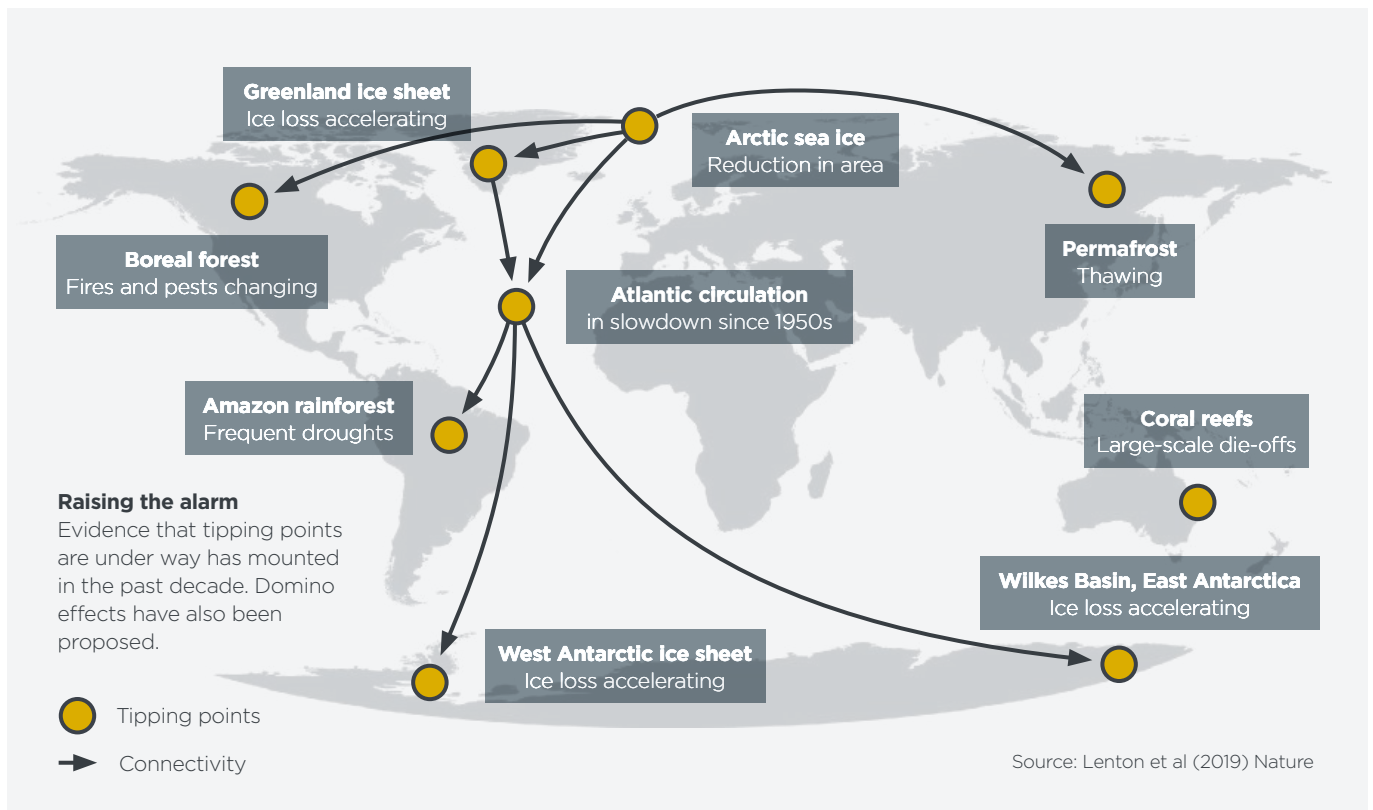 Greenland ice sheet
Ice loss accelerating
Arctic sea ice
Reduction in area
Boreal forest
Fires and pests changing
Permafrost
Thawing
Atlantic circulation
in slowdown since 1950s
Amazon rainforest
Frequent droughts
Coral reefs
Large-scale die-offs
Raising the alarm
Evidence that tipping points
are under way has mounted
in the past decade. Domino
effects have also been
proposed.
Wilkes Basin, East Antarctica
Ice loss accelerating
West Antarctic ice sheet
Ice loss accelerating
Tipping points
Connectivity
Source: Lenton et al (2019) Nature